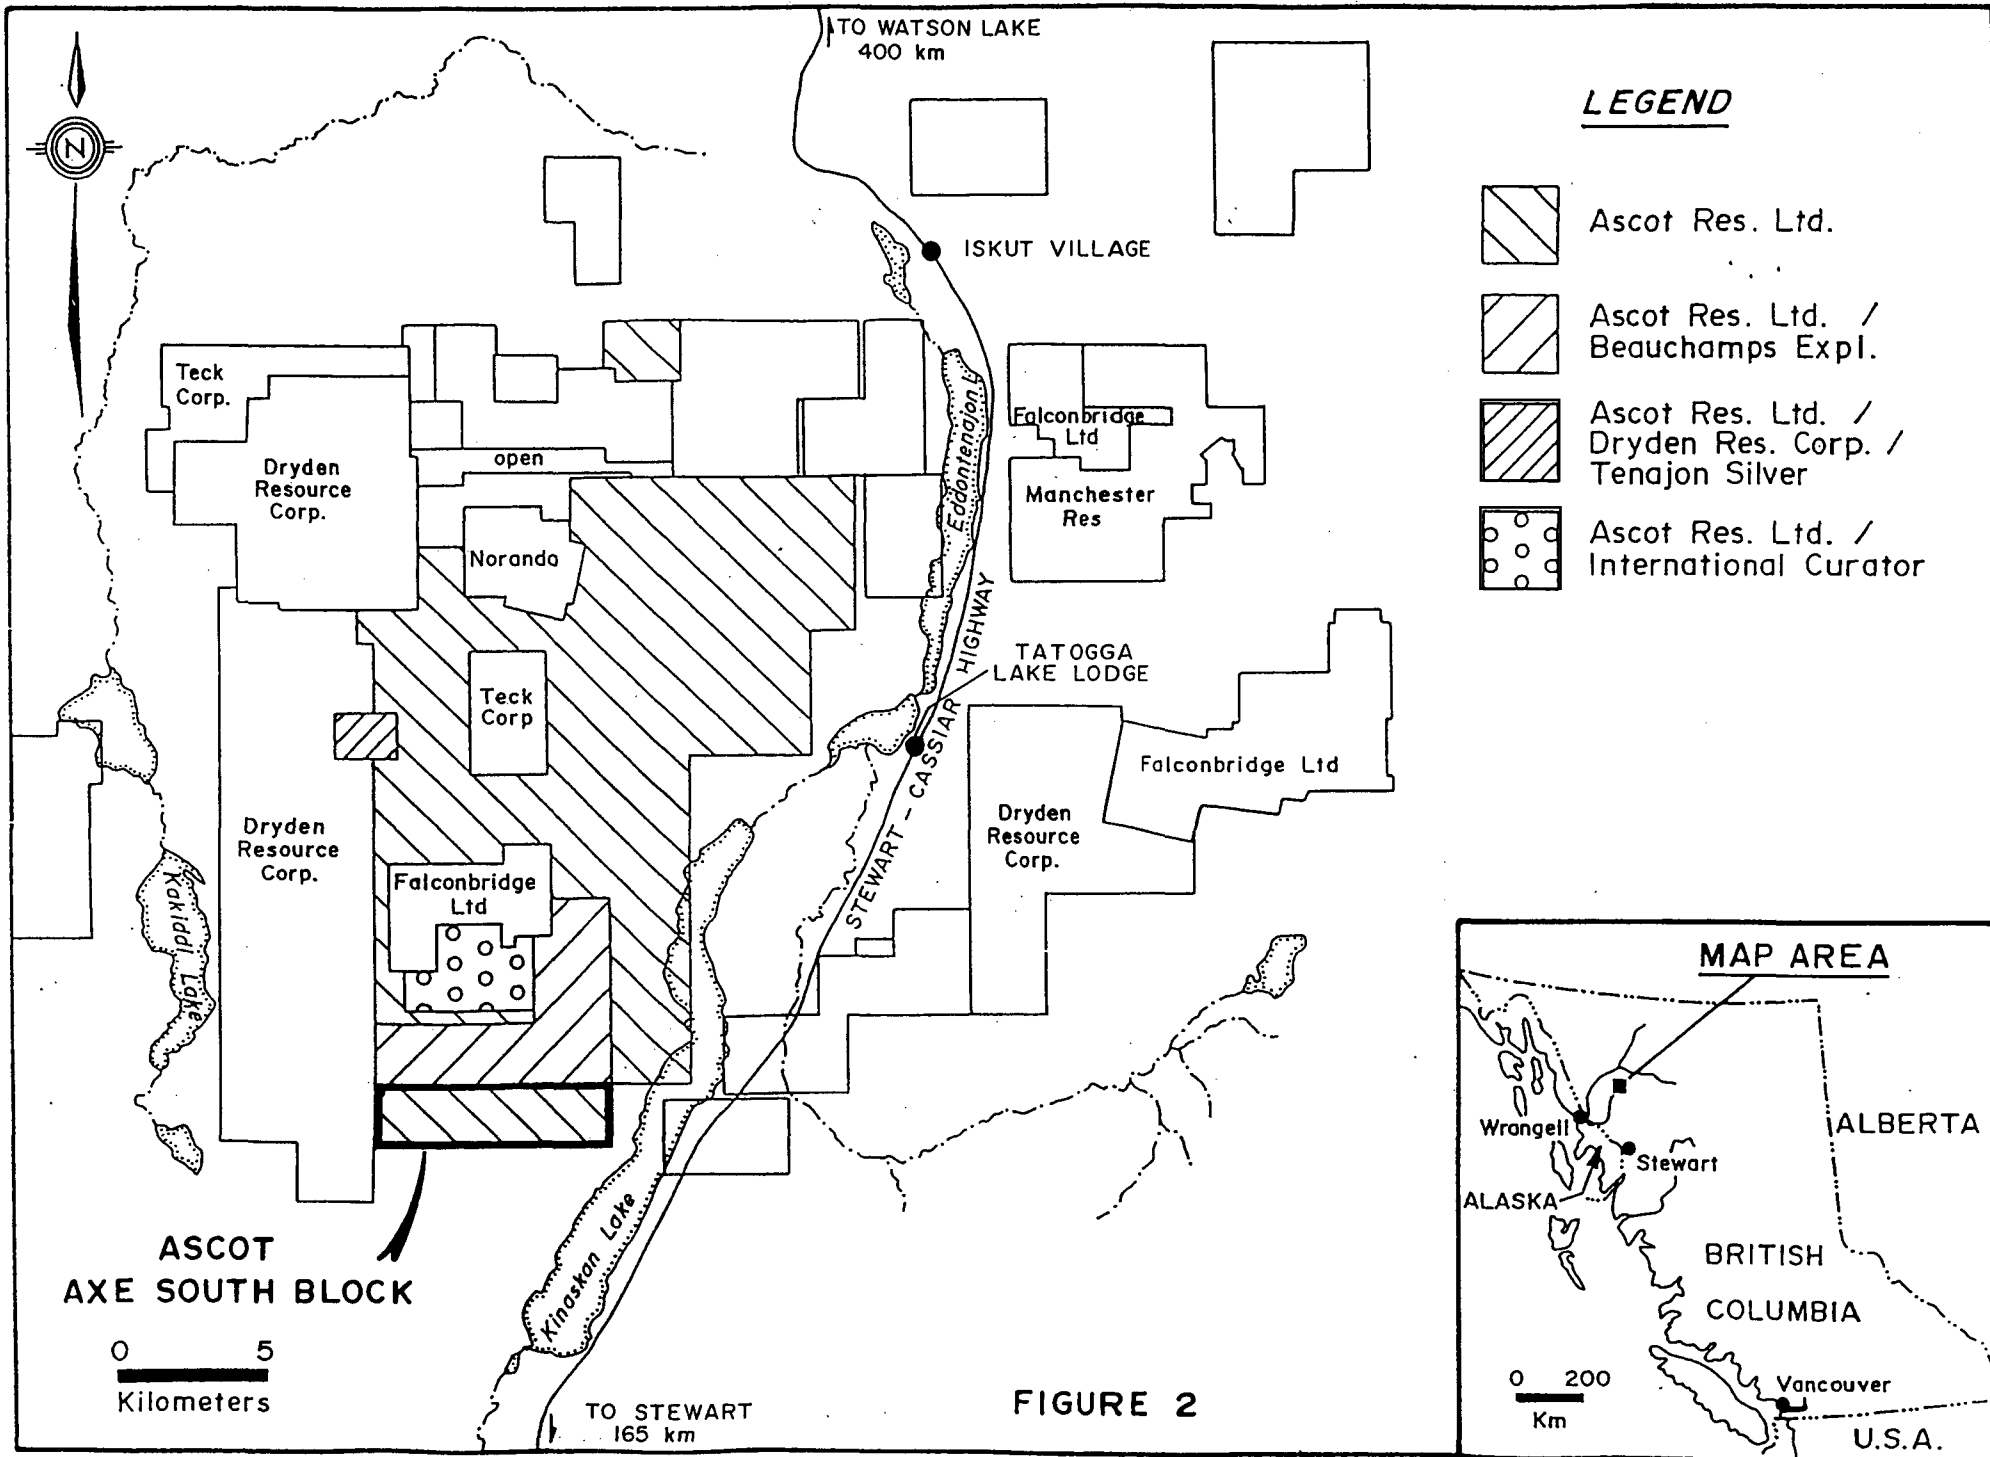 TO WATSON LAKE
400 km
N
ISKUT VILLAGE
LEGEND
Ascot Res. Ltd.
Ascot Res. Ltd. /
Beauchamps Expl.
Ascot Res. Ltd. /
Dryden Res. Corp. /
Tenajon Silver
Ascot Res. Ltd. /
International Curator
Teck
Corp.
Dryden
Resource
Corp.
open
Noranda
Eddontenajon L
Falconbridge
Ltd
Manchester
Res
TATOGGA
LAKE LODGE
STEWART - CASSIAR HIGHWAY
Teck
Corp
Dryden
Resource
Corp.
Falconbridge
Ltd
Kakiddi Lake
Dryden
Resource
Corp.
Falconbridge Ltd
ASCOT
AXE SOUTH BLOCK
0 5
Kilometers
Kinaskan Lake
TO STEWART
165 km
FIGURE 2
MAP AREA
Wrangell
Stewart
ALASKA
ALBERTA
BRITISH
COLUMBIA
0 200
Km
Vancouver
U.S.A.